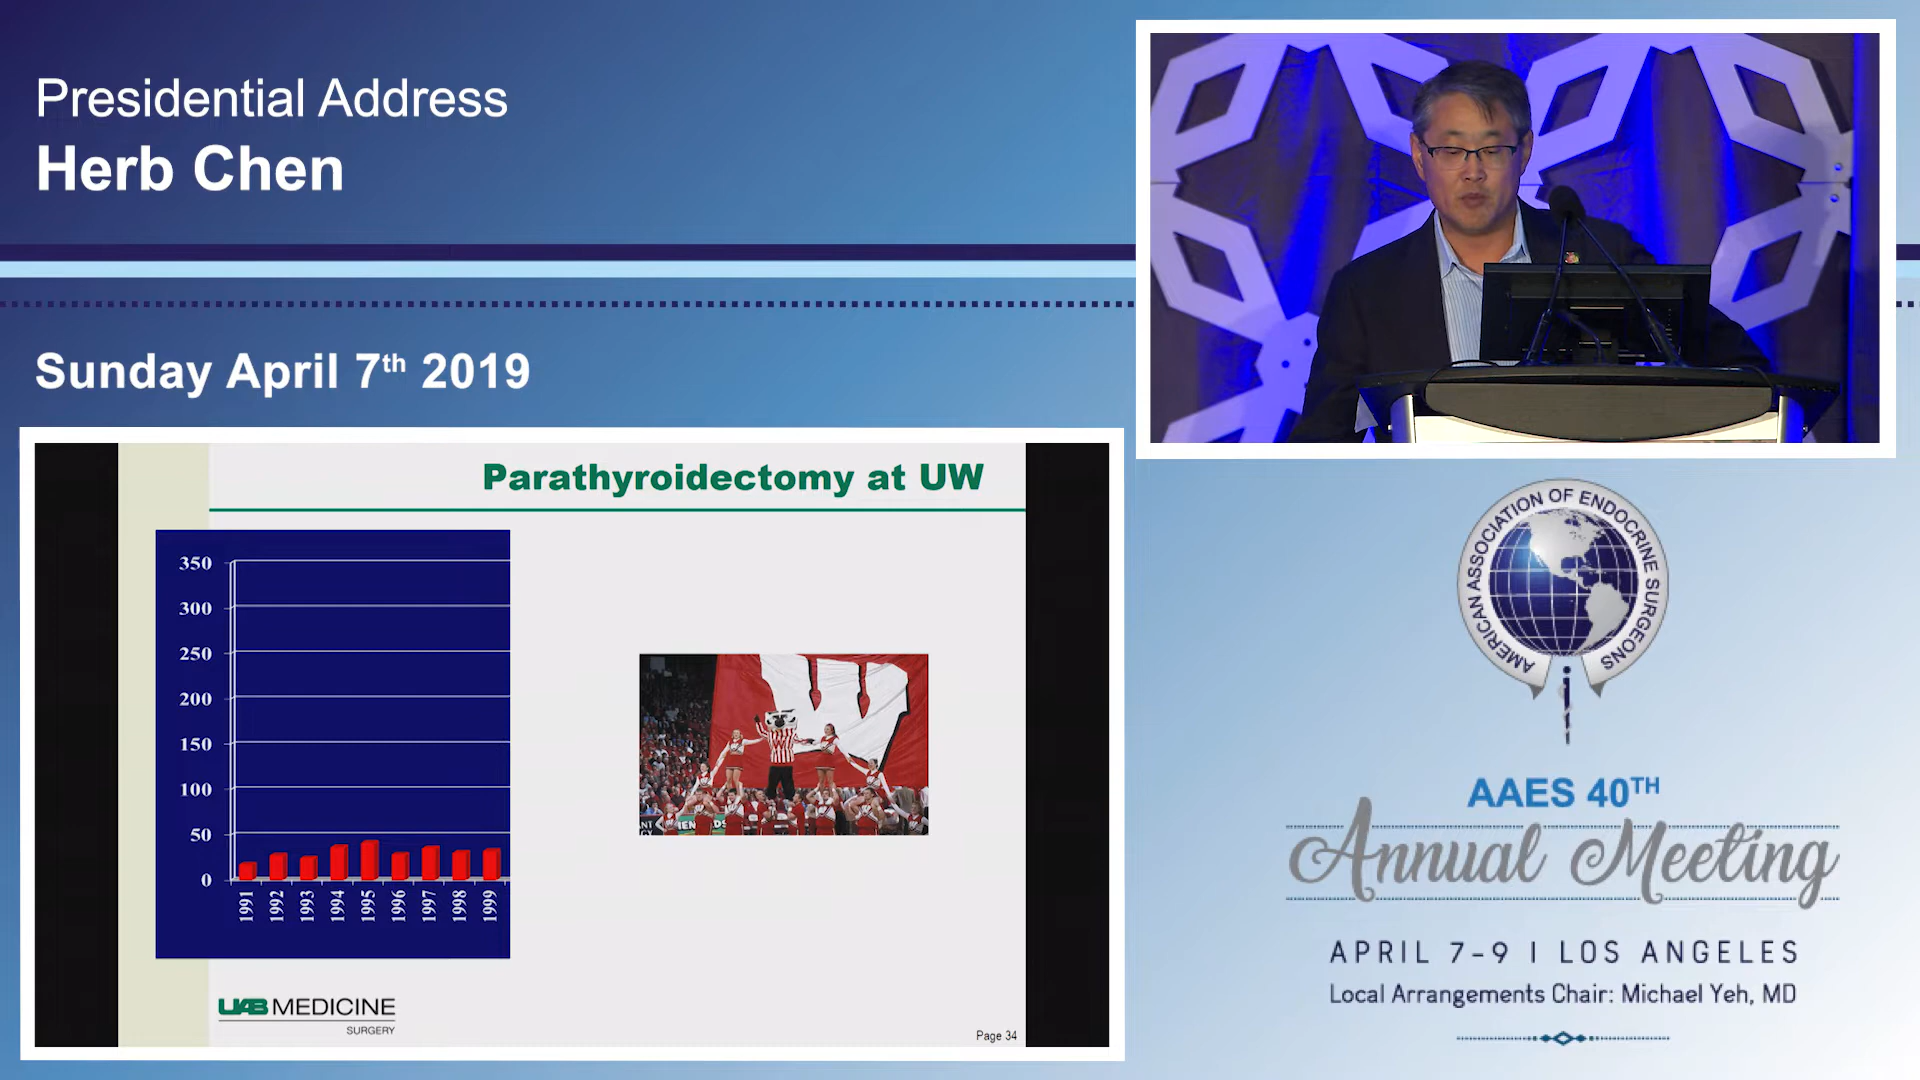 Presidential Address
Herb Chen
Sunday April 7th 2019
Parathyroidectomy at UW
350
300
250
200
150
100
50
0
1991
1992
1993
1994
1995
1996
1997
1998
1999
W
UAB MEDICINE
SURGERY
Page 34
AMERICAN ASSOCIATION OF ENDOCRINE SURGEONS
AAES 40TH
Annual Meeting
APRIL 7-9 | LOS ANGELES
Local Arrangements Chair: Michael Yeh, MD